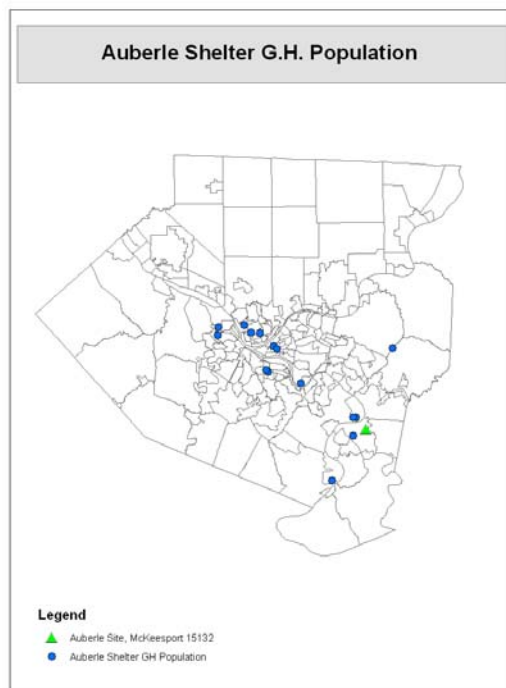 Auberle Shelter G.H. Population
Legend
Auberle Site, McKeesport 15132
Auberle Shelter GH Population